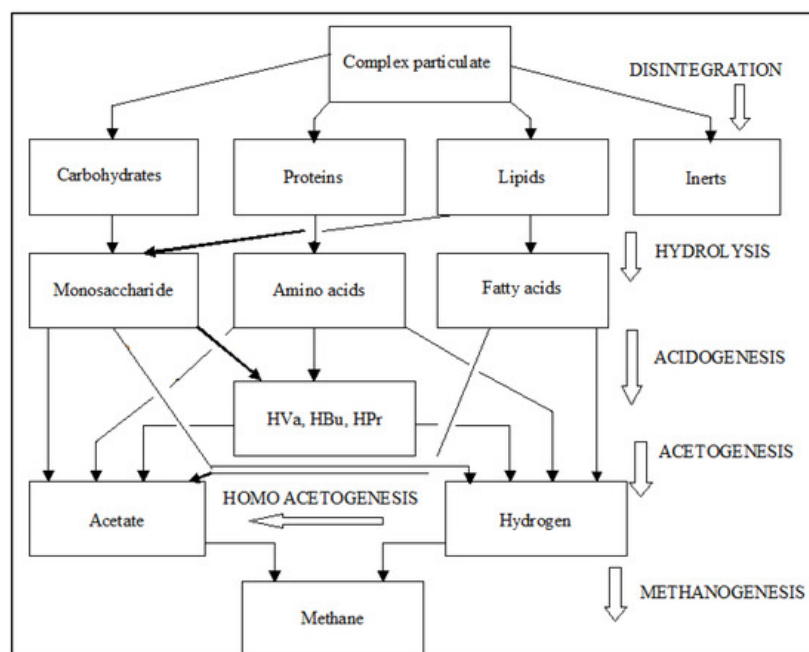 Complex particulate
DISINTEGRATION
Carbohydrates
Proteins
Lipids
Inerts
HYDROLYSIS
Monosaccharide
Amino acids
Fatty acids
ACIDOGENESIS
HVa, HBu, HPr
ACETOGENESIS
HOMO ACETOGENESIS
Acetate
Hydrogen
METHANOGENESIS
Methane